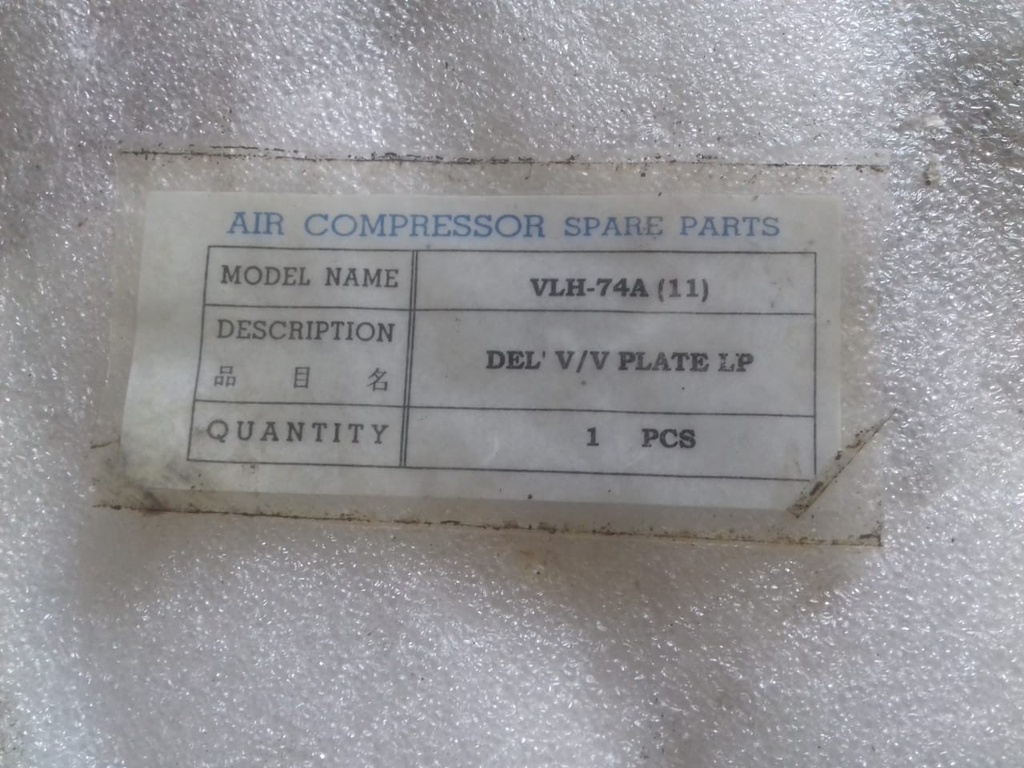 AIR COMPRESSOR SPARE PARTS
MODEL NAME VLH-74A (11)
DESCRIPTION
品 目 名 DEL' V/V PLATE LP
QUANTITY 1 PCS